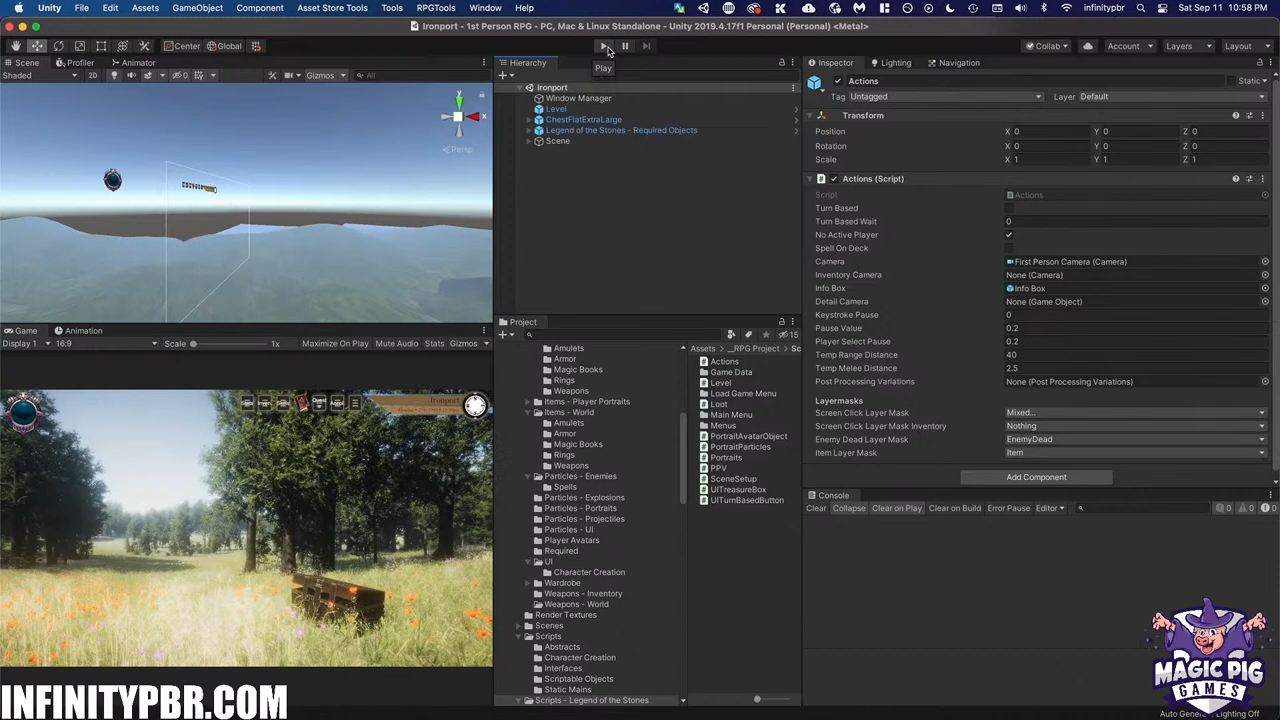 Unity File Edit Assets GameObject Component Asset Store Tools Tools RPGTools Window Help
Sat Sep 11 10:58 PM
Ironport - 1st Person RPG - PC, Mac & Linux Standalone - Unity 2019.4.17f1 Personal (Personal) <Metal>
Center Global
Play
Collab Account Layers Layout
Scene Profiler Animator
Shaded 2D 0 Gizmos All
y x
Persp
Game Animation
Display 1 16:9 Scale 1x Maximize On Play Mute Audio Stats Gizmos
Ironport
Quest
Hierarchy
Ironport
Window Manager
Level
ChestFlatExtraLarge
Legend of the Stones - Required Objects
Scene
Project
15
Amulets
Armor
Magic Books
Rings
Weapons
Items - Player Portraits
Items - World
Amulets
Armor
Magic Books
Rings
Weapons
Particles - Enemies
Spells
Particles - Explosions
Particles - Portraits
Particles - Projectiles
Particles - UI
Player Avatars
Required
UI
Character Creation
Wardrobe
Weapons - Inventory
Weapons - World
Render Textures
Scenes
Scripts
Abstracts
Character Creation
Interfaces
Scriptable Objects
Static Mains
Scripts - Legend of the Stones
Assets > __RPG Project > Sc
Actions
Game Data
Level
Load Game Menu
Loot
Main Menu
Menus
PortraitAvatarObject
PortraitParticles
Portraits
PPV
SceneSetup
UITreasureBox
UITurnBasedButton
Inspector Lighting Navigation
Actions Static
Tag Untagged Layer Default
Transform
Position X 0 Y 0 Z 0
Rotation X 0 Y 0 Z 0
Scale X 1 Y 1 Z 1
Actions (Script)
Script Actions
Turn Based
Turn Based Wait 0
No Active Player
Spell On Deck
Camera First Person Camera (Camera)
Inventory Camera None (Camera)
Info Box Info Box
Detail Camera None (Game Object)
Keystroke Pause 0
Pause Value 0.2
Player Select Pause 0.2
Temp Range Distance 40
Temp Melee Distance 2.5
Post Processing Variations None (Post Processing Variations)
Layermasks
Screen Click Layer Mask Mixed...
Screen Click Layer Mask Inventory Nothing
Enemy Dead Layer Mask EnemyDead
Item Layer Mask Item
Add Component
Console
Clear Collapse Clear on Play Clear on Build Error Pause Editor 0 0 0
INFINITYPBR.COM
MAGIC PIG
GAMES
Auto Generate Lighting Off